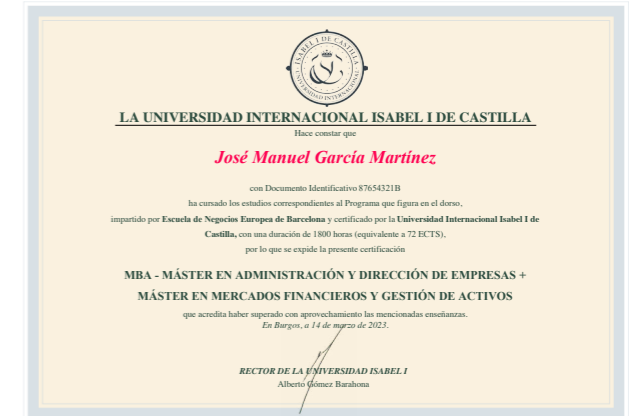 ISABEL I DE CASTILLA
UNIVERSIDAD INTERNACIONAL
LA UNIVERSIDAD INTERNACIONAL ISABEL I DE CASTILLA
Hace constar que
José Manuel García Martínez
con Documento Identificativo 87654321B
ha cursado los estudios correspondientes al Programa que figura en el dorso,
impartido por Escuela de Negocios Europea de Barcelona y certificado por la Universidad Internacional Isabel I de
Castilla, con una duración de 1800 horas (equivalente a 72 ECTS),
por lo que se expide la presente certificación
MBA - MÁSTER EN ADMINISTRACIÓN Y DIRECCIÓN DE EMPRESAS +
MÁSTER EN MERCADOS FINANCIEROS Y GESTIÓN DE ACTIVOS
que acredita haber superado con aprovechamiento las mencionadas enseñanzas.
En Burgos, a 14 de marzo de 2023.
RECTOR DE LA UNIVERSIDAD ISABEL I
Alberto Gómez Barahona